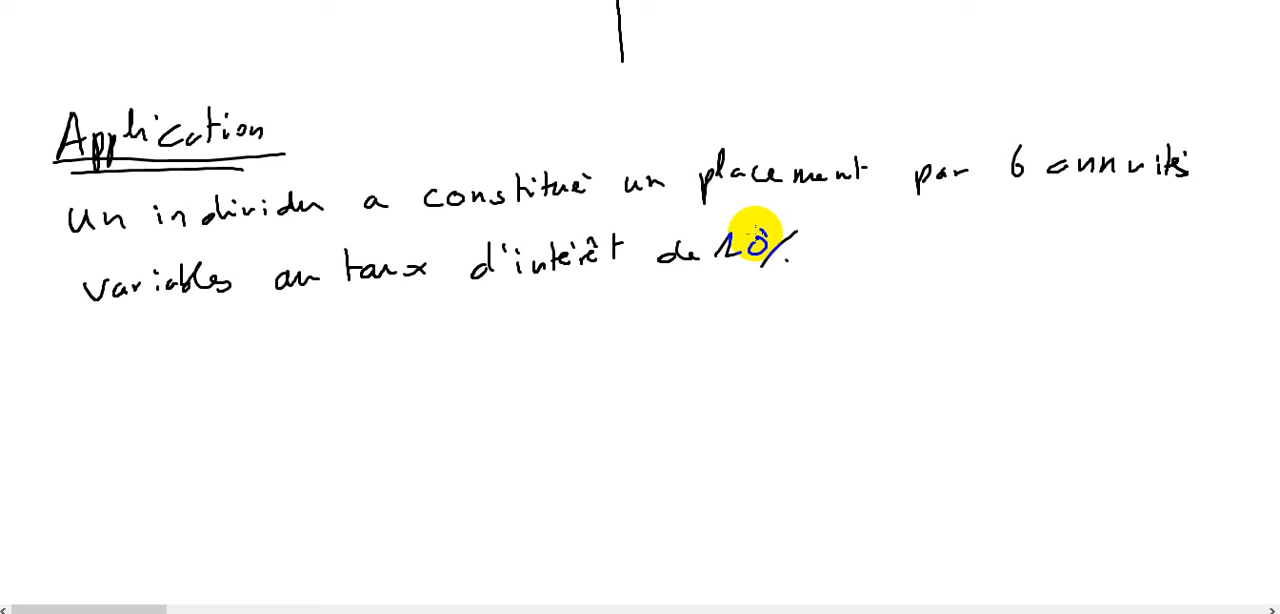 Application
Un individu a constitué un placement par 6 annuités
variables au taux d'intérêt de 10%